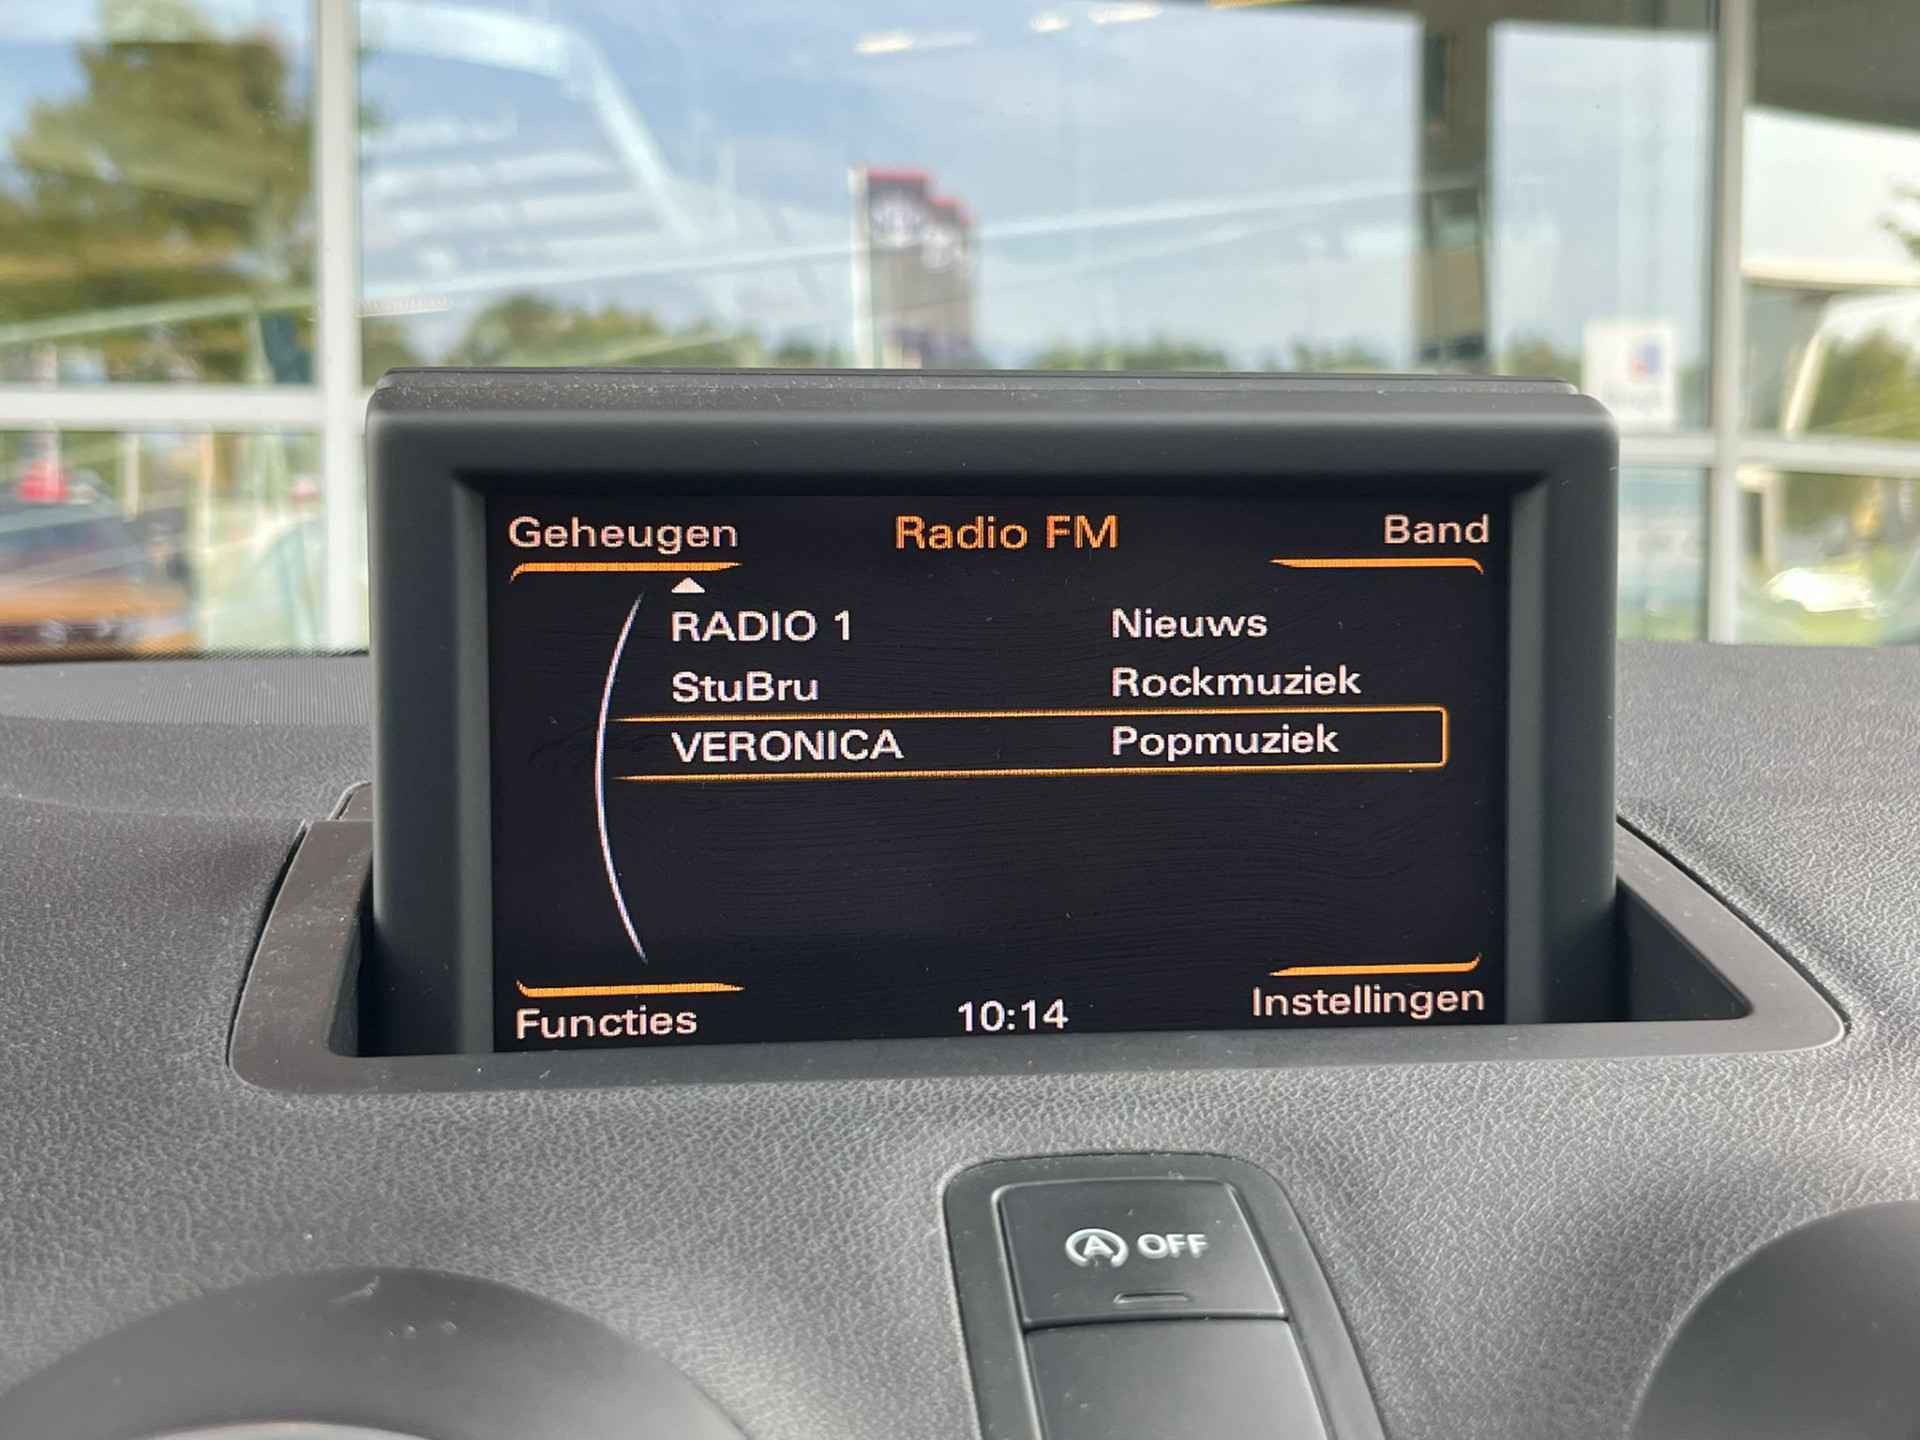 Geheugen Radio FM Band
RADIO 1 Nieuws
StuBru Rockmuziek
VERONICA Popmuziek
Functies 10:14 Instellingen
A OFF